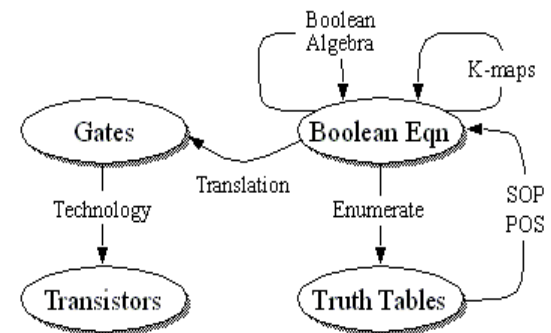 Boolean
Algebra
K-maps
Gates
Boolean Eqn
Translation
Technology
Enumerate
SOP
POS
Transistors
Truth Tables